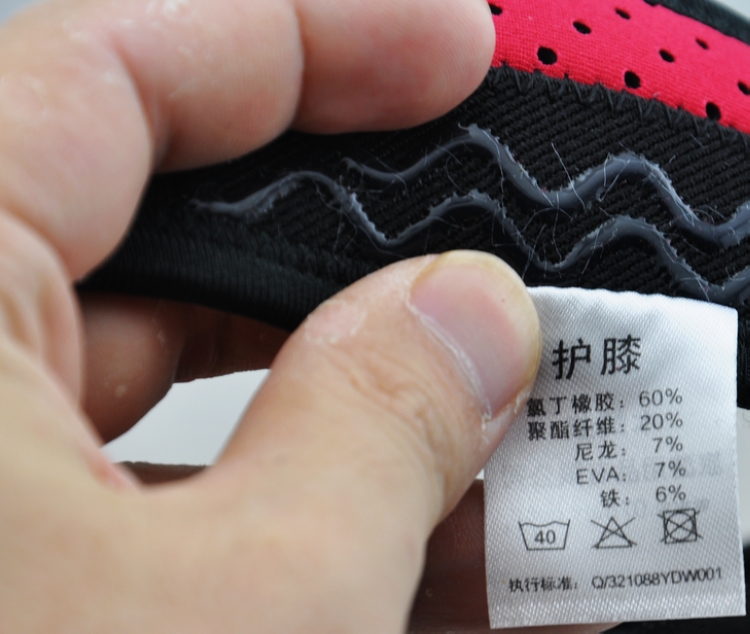 护膝
氯丁橡胶：60%
聚酯纤维：20%
尼龙：7%
EVA：7%
铁：6%
40
执行标准：Q/321088YDW001